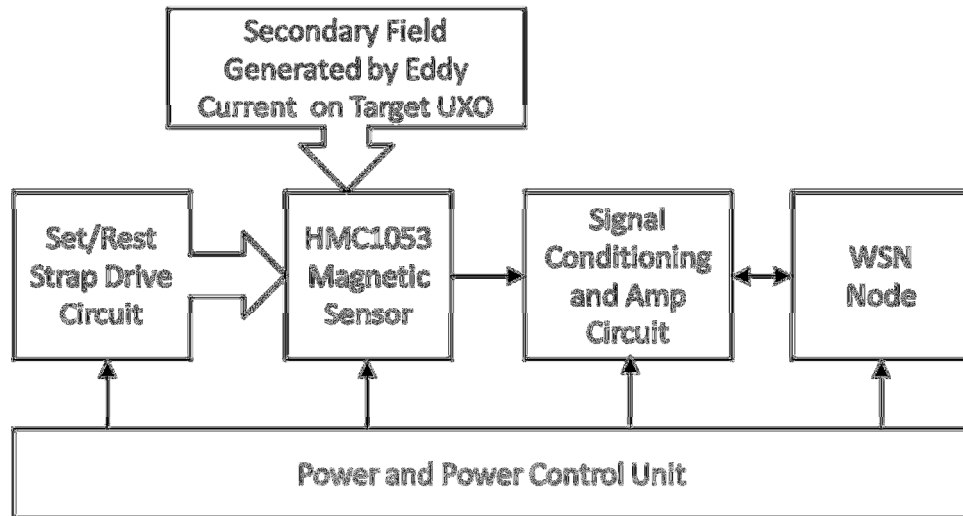 Secondary Field
Generated by Eddy
Current on Target UXO
Set/Rest
Strap Drive
Circuit
HMC1053
Magnetic
Sensor
Signal
Conditioning
and Amp
Circuit
WSN
Node
Power and Power Control Unit